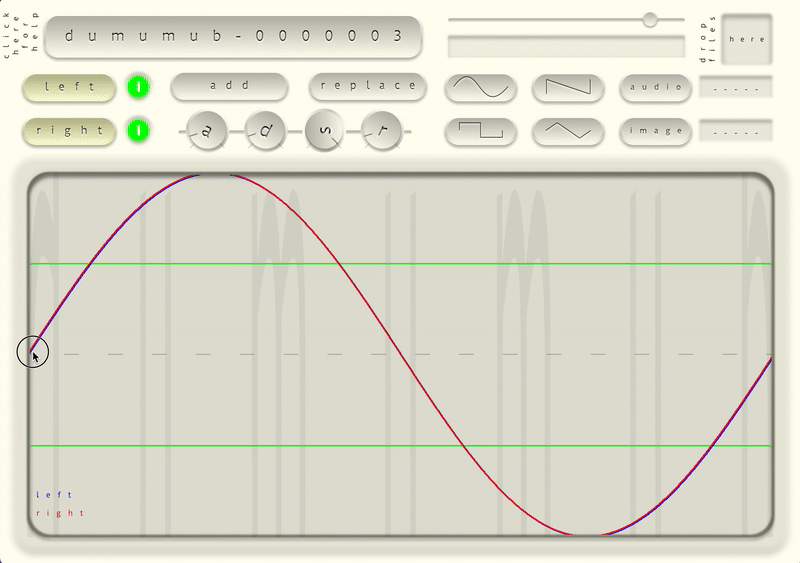 click
here
for
help
dumumub-0000003
drop
files
here
left
add
replace
audio
-----
right
a
d
s
r
image
-----
left
right